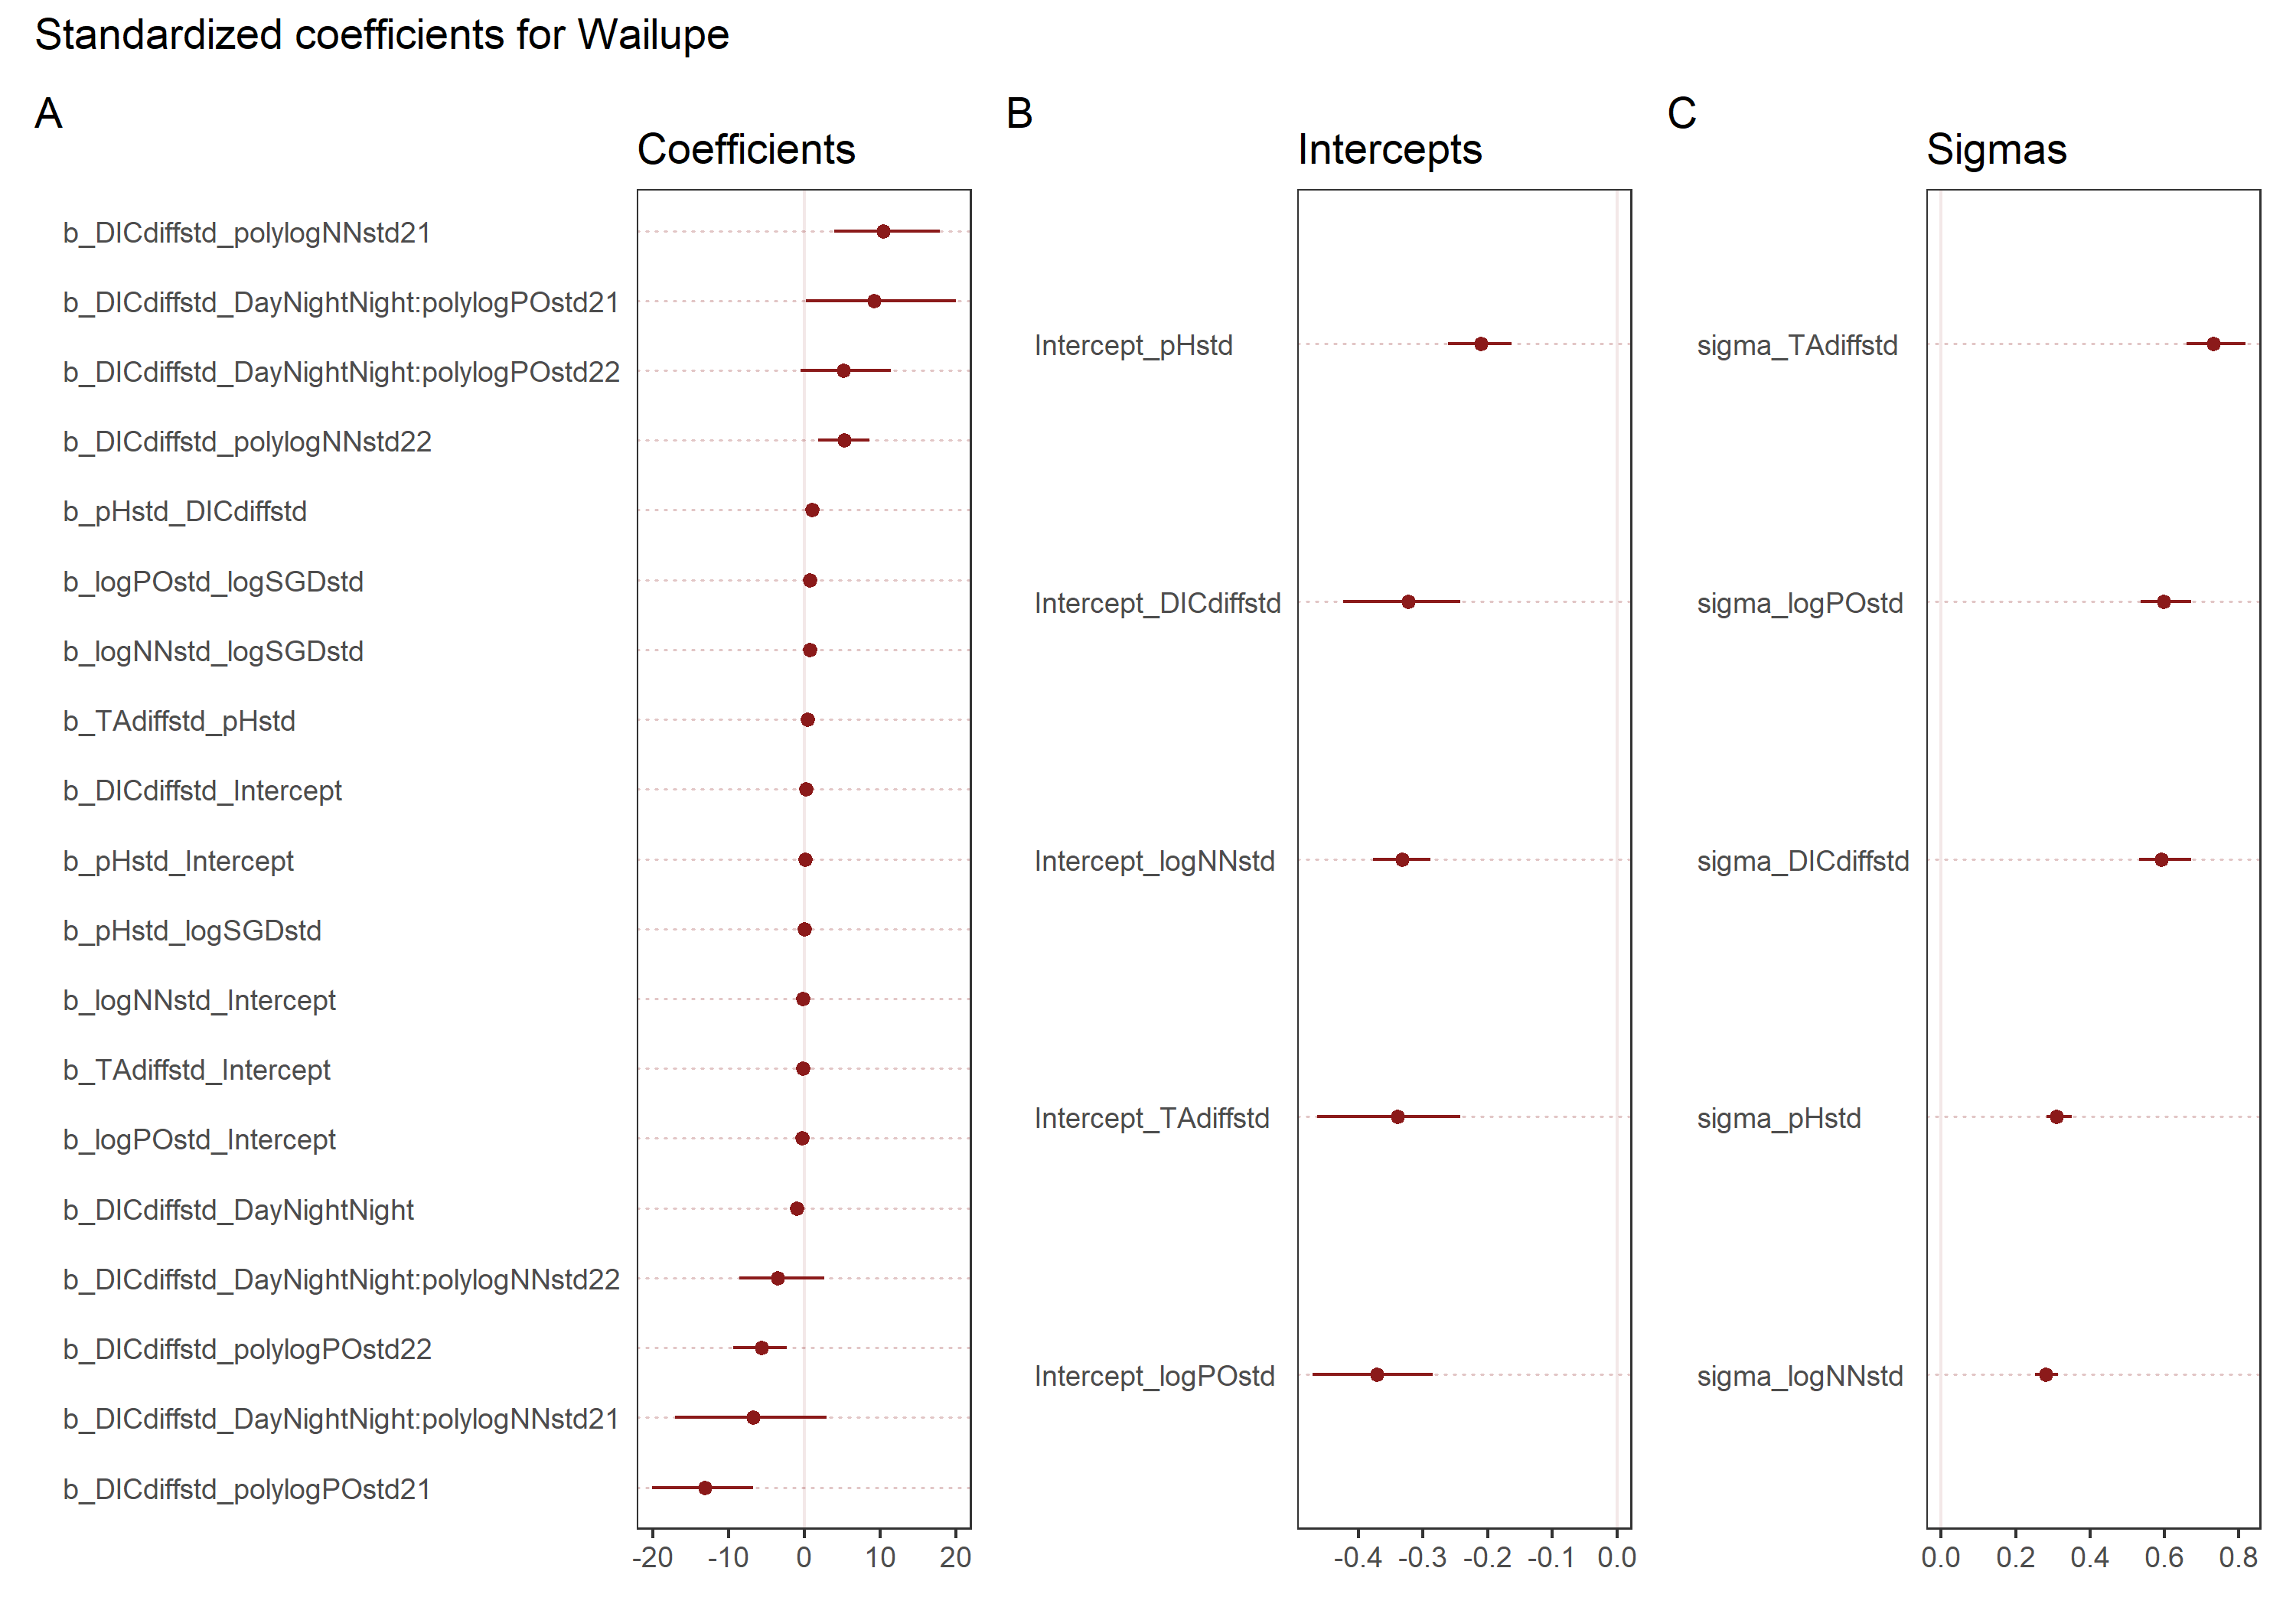 Standardized coefficients for Wailupe
A
Coefficients
b_DICdiffstd_polylogNNstd21
b_DICdiffstd_DayNightNight:polylogPOstd21
b_DICdiffstd_DayNightNight:polylogPOstd22
b_DICdiffstd_polylogNNstd22
b_pHstd_DICdiffstd
b_logPOstd_logSGDstd
b_logNNstd_logSGDstd
b_TAdiffstd_pHstd
b_DICdiffstd_Intercept
b_pHstd_Intercept
b_pHstd_logSGDstd
b_logNNstd_Intercept
b_TAdiffstd_Intercept
b_logPOstd_Intercept
b_DICdiffstd_DayNightNight
b_DICdiffstd_DayNightNight:polylogNNstd22
b_DICdiffstd_polylogPOstd22
b_DICdiffstd_DayNightNight:polylogNNstd21
b_DICdiffstd_polylogPOstd21
-20 -10 0 10 20
B
Intercepts
Intercept_pHstd
Intercept_DICdiffstd
Intercept_logNNstd
Intercept_TAdiffstd
Intercept_logPOstd
-0.4 -0.3 -0.2 -0.1 0.0
C
Sigmas
sigma_TAdiffstd
sigma_logPOstd
sigma_DICdiffstd
sigma_pHstd
sigma_logNNstd
0.0 0.2 0.4 0.6 0.8